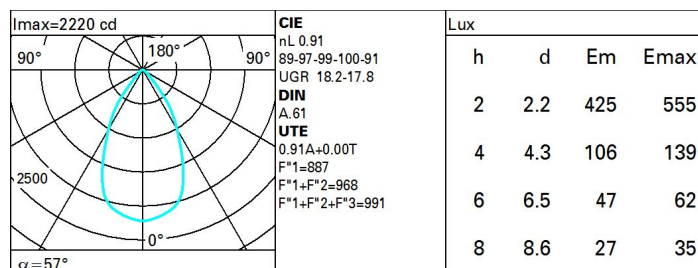 Imax=2220 cd
90° 180° 90°
2500
0°
α=57°
CIE
nL 0.91
89-97-99-100-91
UGR 18.2-17.8
DIN
A.61
UTE
0.91A+0.00T
F"1=887
F"1+F"2=968
F"1+F"2+F"3=991
Lux
h d Em Emax
2 2.2 425 555
4 4.3 106 139
6 6.5 47 62
8 8.6 27 35